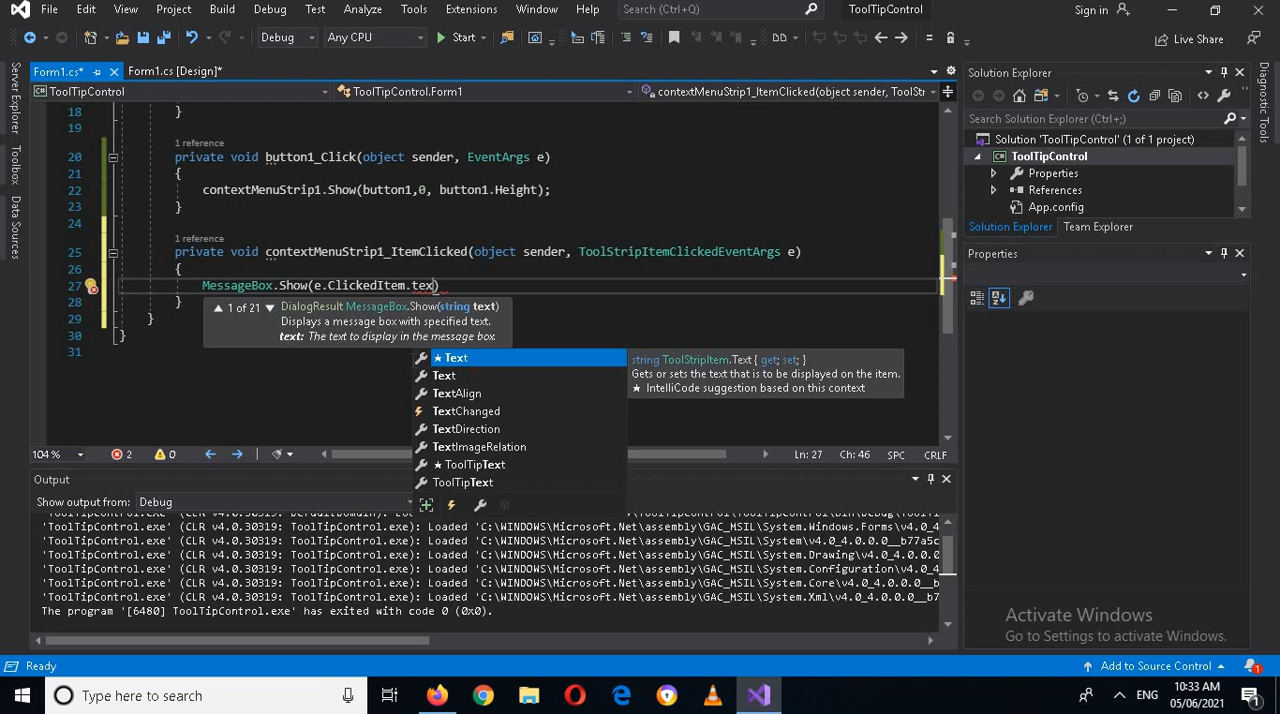 File Edit View Project Build Debug Team Analyze Tools Extensions Window Help Search (Ctrl+Q) ToolTipControl Sign in
Debug Any CPU Start Live Share
Form1.cs* Form1.cs [Design]*
ToolTipControl ToolTipControl.Form1 contextMenuStrip1_ItemClicked(object sender, ToolStri
Server Explorer
Toolbox
Data Sources
18 }
19
1 reference
20 private void button1_Click(object sender, EventArgs e)
21 {
22 contextMenuStrip1.Show(button1,0, button1.Height);
23 }
24
1 reference
25 private void contextMenuStrip1_ItemClicked(object sender, ToolStripItemClickedEventArgs e)
26 {
27 MessageBox.Show(e.ClickedItem.tex)
28 }
29 }
30 }
31
1 of 21 DialogResult MessageBox.Show(string text)
Displays a message box with specified text.
text: The text to display in the message box.
★ Text
Text
TextAlign
TextChanged
TextDirection
TextImageRelation
★ ToolTipText
ToolTipText
string ToolStripItem.Text { get; set; }
Gets or sets the text that is to be displayed on the item.
★ IntelliCode suggestion based on this context
104 % 2 0 Ln: 27 Ch: 46 SPC CRLF
Output
Show output from: Debug
'ToolTipControl.exe' (CLR v4.0.30319: ToolTipControl.exe): Loaded 'C:\WINDOWS\Microsoft.Net\assembly\GAC_MSIL\System.Windows.Forms\v4.0_4
'ToolTipControl.exe' (CLR v4.0.30319: ToolTipControl.exe): Loaded 'C:\WINDOWS\Microsoft.Net\assembly\GAC_MSIL\System\v4.0_4.0.0.0__b77a5c
'ToolTipControl.exe' (CLR v4.0.30319: ToolTipControl.exe): Loaded 'C:\WINDOWS\Microsoft.Net\assembly\GAC_MSIL\System.Drawing\v4.0_4.0.0.0
'ToolTipControl.exe' (CLR v4.0.30319: ToolTipControl.exe): Loaded 'C:\WINDOWS\Microsoft.Net\assembly\GAC_MSIL\System.Configuration\v4.0_4
'ToolTipControl.exe' (CLR v4.0.30319: ToolTipControl.exe): Loaded 'C:\WINDOWS\Microsoft.Net\assembly\GAC_MSIL\System.Core\v4.0_4.0.0.0__b
'ToolTipControl.exe' (CLR v4.0.30319: ToolTipControl.exe): Loaded 'C:\WINDOWS\Microsoft.Net\assembly\GAC_MSIL\System.Xml\v4.0_4.0.0.0__b7
The program '[6480] ToolTipControl.exe' has exited with code 0 (0x0).
Solution Explorer
Search Solution Explorer (Ctrl+;)
Solution 'ToolTipControl' (1 of 1 project)
ToolTipControl
Properties
References
App.config
Solution Explorer Team Explorer
Properties
Diagnostic Tools
Activate Windows
Go to Settings to activate Windows.
Ready Add to Source Control 1
Type here to search ENG 10:33 AM
05/06/2021 1